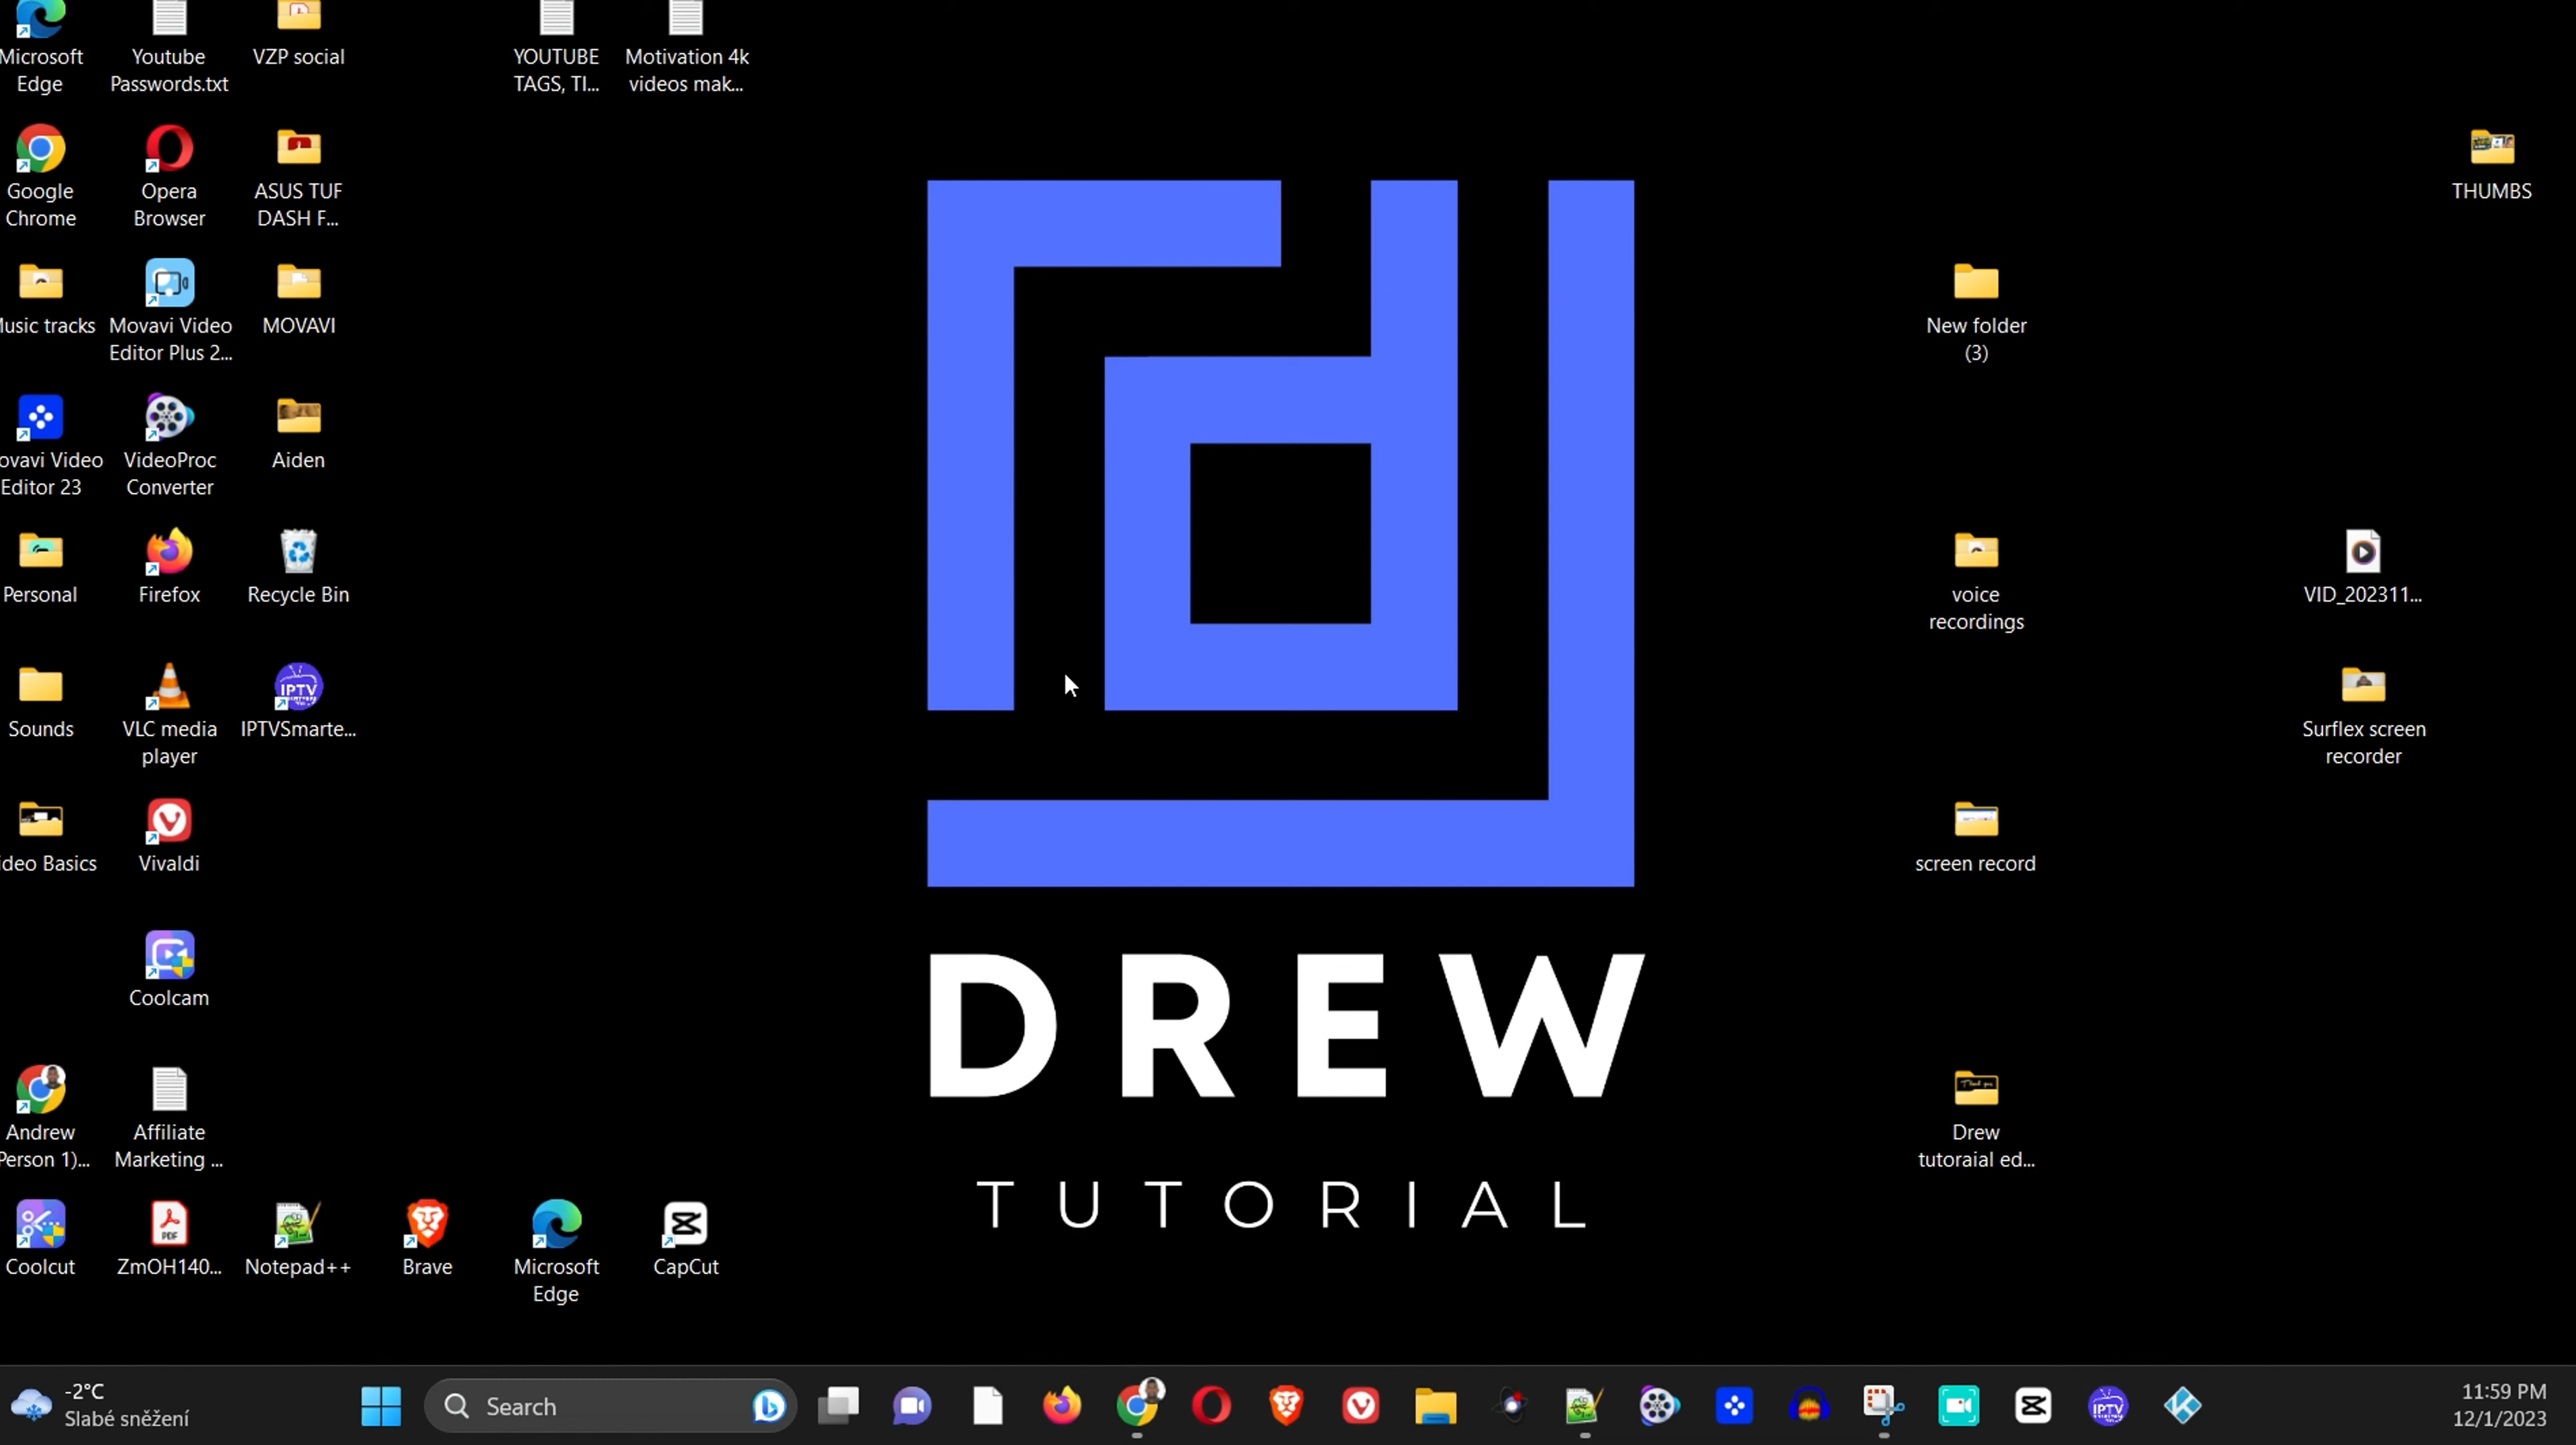 Microsoft
Edge
Youtube
Passwords.txt
VZP social
YOUTUBE
TAGS, TI...
Motivation 4k
videos mak...
Google
Chrome
Opera
Browser
ASUS TUF
DASH F...
THUMBS
Music tracks
Movavi Video
Editor Plus 2...
MOVAVI
New folder
(3)
ovavi Video
Editor 23
VideoProc
Converter
Aiden
Personal
Firefox
Recycle Bin
voice
recordings
VID_202311...
Sounds
VLC media
player
IPTV
IPTVSmarte...
Surflex screen
recorder
ideo Basics
Vivaldi
screen record
Coolcam
DREW
TUTORIAL
Andrew
Person 1)...
Affiliate
Marketing ...
Drew
tutoraial ed...
Coolcut
PDF
ZmOH140...
Notepad++
Brave
Microsoft
Edge
CapCut
-2°C
Slabé sněžení
Search
IPTV
11:59 PM
12/1/2023